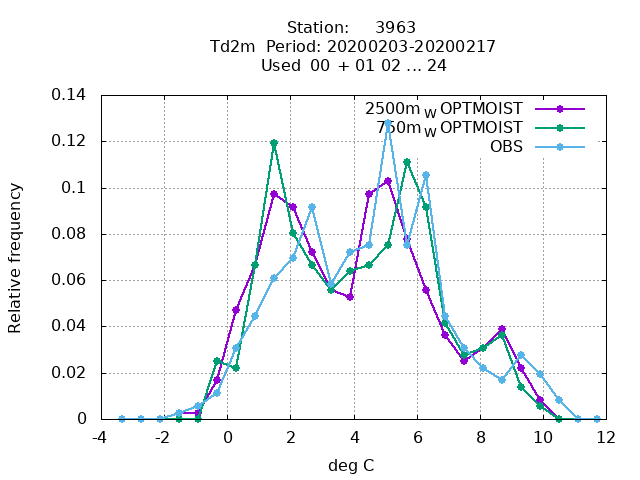 Station: 3963
Td2m Period: 20200203-20200217
Used 00 + 01 02 ... 24
0.14
0.12
0.1
0.08
0.06
0.04
0.02
0
-4 -2 0 2 4 6 8 10 12
Relative frequency
deg C
2500m_W OPTMOIST
750m_W OPTMOIST
OBS